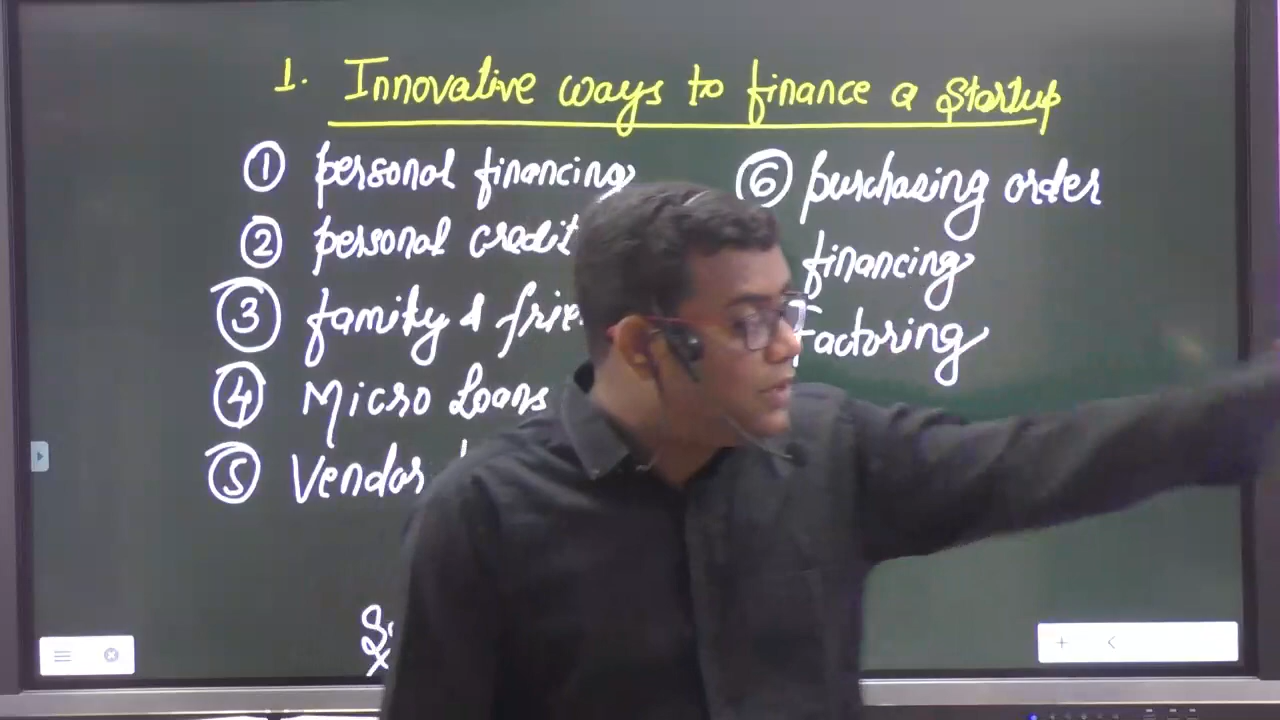 1. Innovative ways to finance a Startup
① personal financing
② personal credit
③ family &
④ Micro Loans
⑤ Vendor
⑥ purchasing order
financing
Factoring